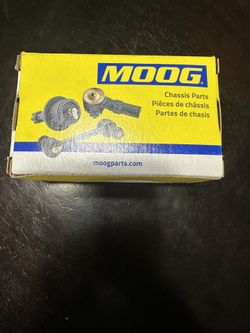 MOOG
Chassis Parts
Pièces de châssis
Partes de chasis
moogparts.com